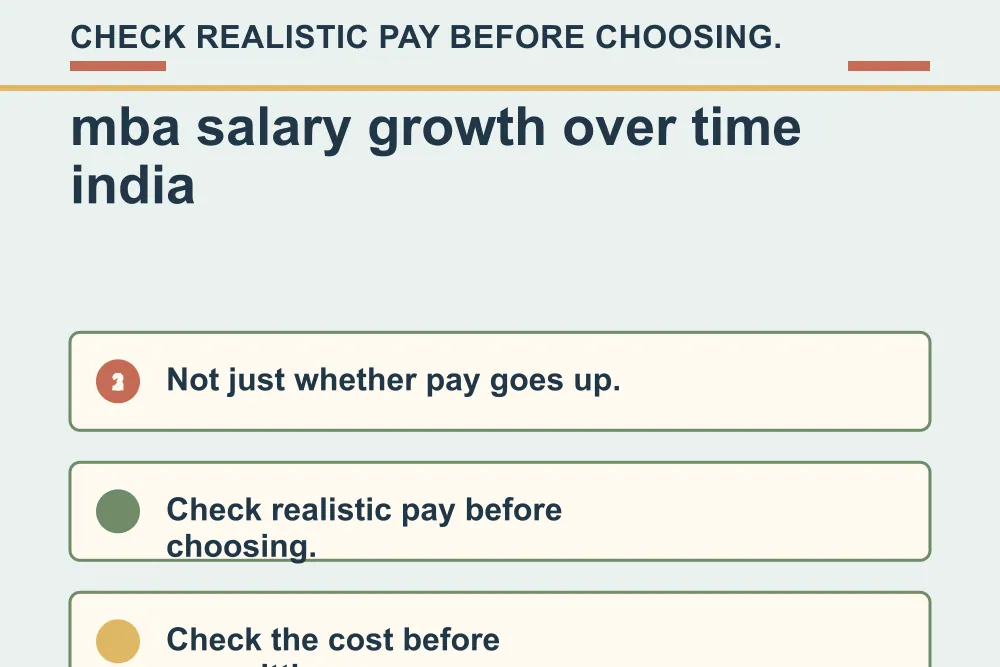 CHECK REALISTIC PAY BEFORE CHOOSING.
mba salary growth over time
india
Not just whether pay goes up.
Check realistic pay before
choosing.
Check the cost before